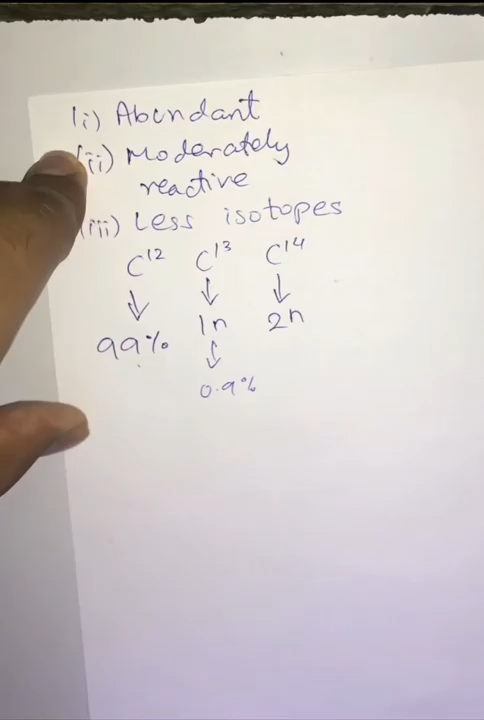 (i) Abundant
(ii) Moderately
reactive
(iii) Less isotopes
C¹² C¹³ C¹⁴
↓ ↓ ↓
99% 1n 2n
↓
0.9%